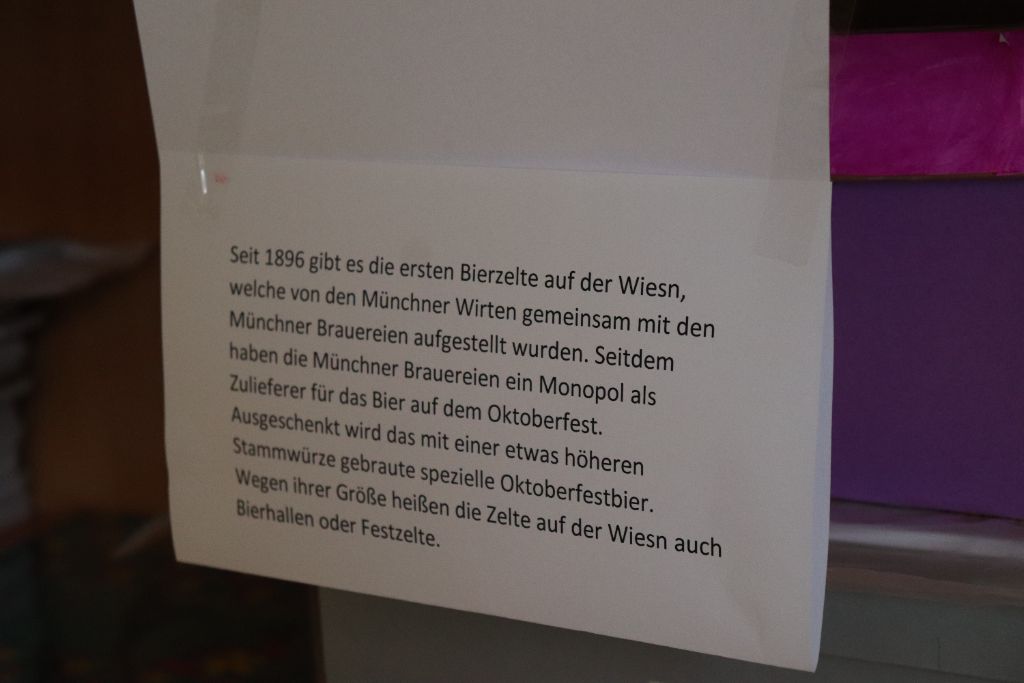 Seit 1896 gibt es die ersten Bierzelte auf der Wiesn,
welche von den Münchner Wirten gemeinsam mit den
Münchner Brauereien aufgestellt wurden. Seitdem
haben die Münchner Brauereien ein Monopol als
Zulieferer für das Bier auf dem Oktoberfest.
Ausgeschenkt wird das mit einer etwas höheren
Stammwürze gebraute spezielle Oktoberfestbier.
Wegen ihrer Größe heißen die Zelte auf der Wiesn auch
Bierhallen oder Festzelte.